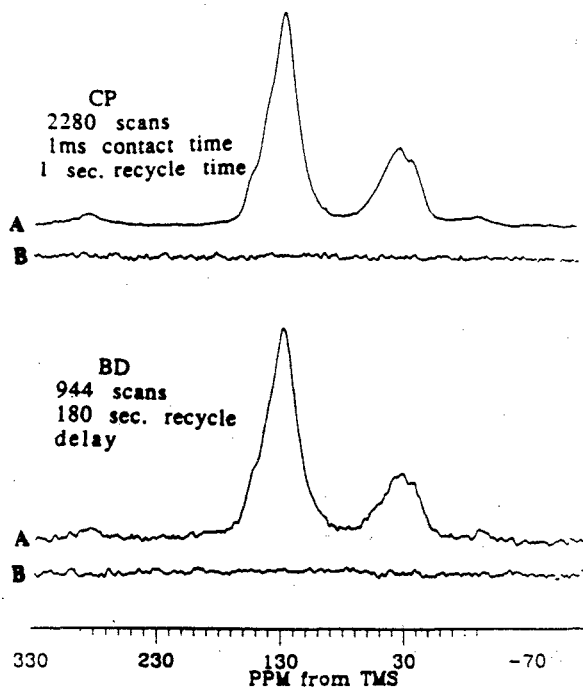 CP
2280 scans
1ms contact time
1 sec. recycle time
A
B
BD
944 scans
180 sec. recycle
delay
A
B
330 230 130 30 -70
PPM from TMS